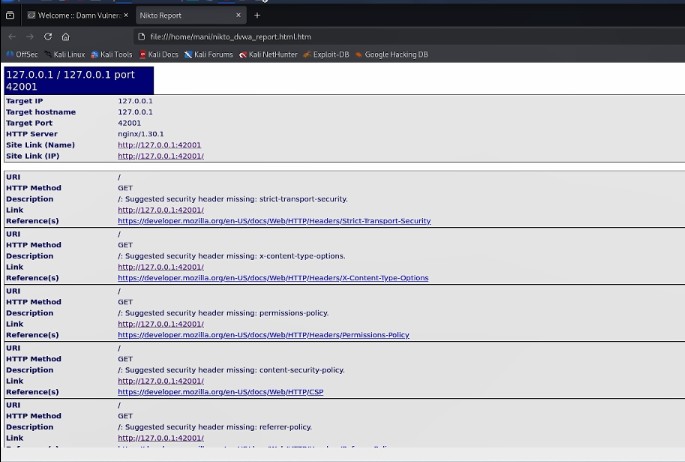 Welcome :: Damn Vulner
Nikto Report
file:///home/mani/nikto_dvwa_report.html.htm
OffSec Kali Linux Kali Tools Kali Docs Kali Forums Kali NetHunter Exploit-DB Google Hacking DB
127.0.0.1 / 127.0.0.1 port
42001
Target IP 127.0.0.1
Target hostname 127.0.0.1
Target Port 42001
HTTP Server nginx/1.30.1
Site Link (Name) http://127.0.0.1:42001
Site Link (IP) http://127.0.0.1:42001/
URI /
HTTP Method GET
Description /: Suggested security header missing: strict-transport-security.
Link http://127.0.0.1:42001/
Reference(s) https://developer.mozilla.org/en-US/docs/Web/HTTP/Headers/Strict-Transport-Security
URI /
HTTP Method GET
Description /: Suggested security header missing: x-content-type-options.
Link http://127.0.0.1:42001/
Reference(s) https://developer.mozilla.org/en-US/docs/Web/HTTP/Headers/X-Content-Type-Options
URI /
HTTP Method GET
Description /: Suggested security header missing: permissions-policy.
Link http://127.0.0.1:42001/
Reference(s) https://developer.mozilla.org/en-US/docs/Web/HTTP/Headers/Permissions-Policy
URI /
HTTP Method GET
Description /: Suggested security header missing: content-security-policy.
Link http://127.0.0.1:42001/
Reference(s) https://developer.mozilla.org/en-US/docs/Web/HTTP/CSP
URI /
HTTP Method GET
Description /: Suggested security header missing: referrer-policy.
Link http://127.0.0.1:42001/